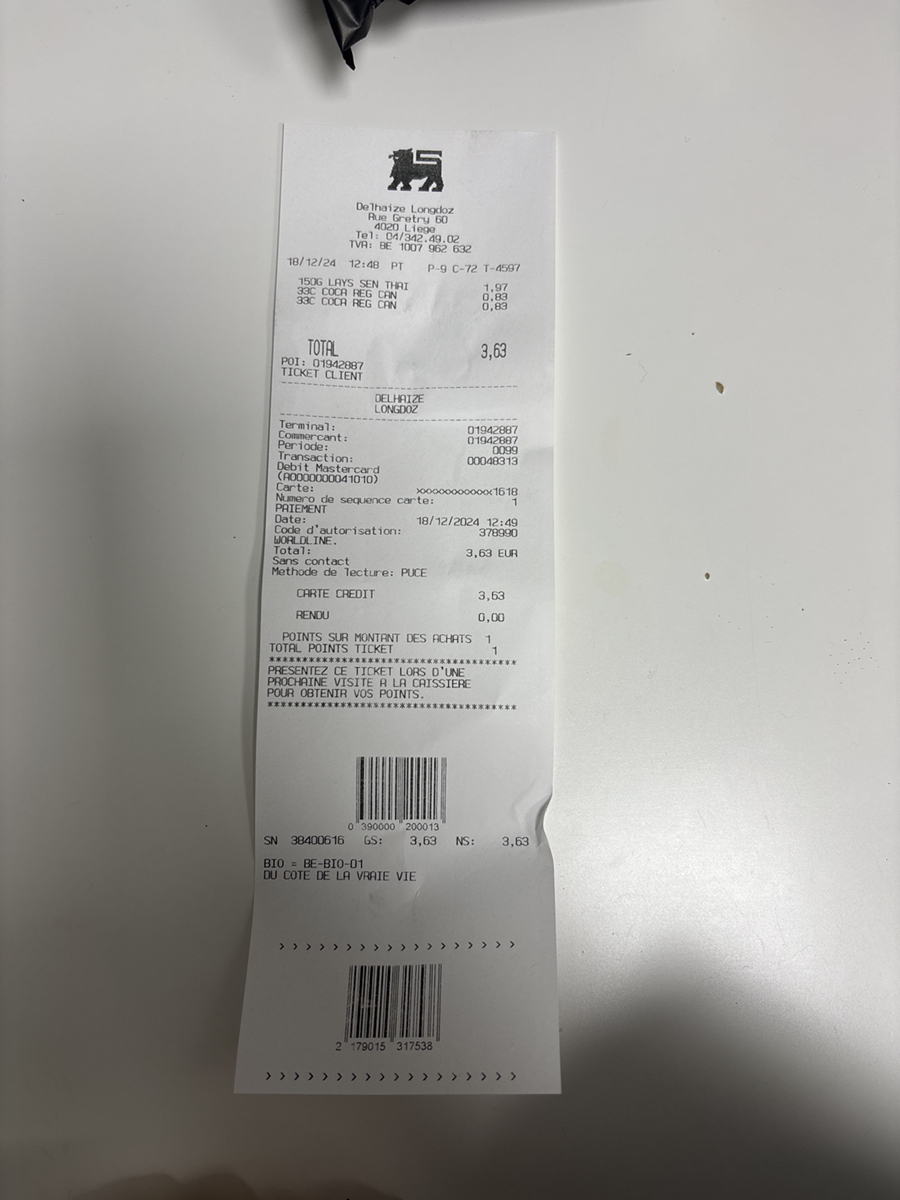 Delhaize Longdoz
Rue Gretry 60
4020 Liege
Tel: 04/342.49.02
TVA: BE 1007 962 632
18/12/24 12:48 PT P-9 C-72 T-4597
150G LAYS SEN THAI 1,97
33C COCA REG CAN 0,83
33C COCA REG CAN 0,83
TOTAL 3,63
POI: 01942887
TICKET CLIENT
DELHAIZE
LONGDOZ
Terminal: 01942887
Commercant: 01942887
Periode: 0099
Transaction: 00048313
Debit Mastercard
(A0000000041010)
Carte: xxxxxxxxxxxx1618
Numero de sequence carte: 1
PAIEMENT
Date: 18/12/2024 12:49
Code d'autorisation: 378990
WORLDLINE.
Total: 3,63 EUR
Sans contact
Methode de lecture: PUCE
CARTE CREDIT 3,63
RENDU 0,00
POINTS SUR MONTANT DES ACHATS 1
TOTAL POINTS TICKET 1
**************************************
PRESENTEZ CE TICKET LORS D'UNE
PROCHAINE VISITE A LA CAISSIERE
POUR OBTENIR VOS POINTS.
**************************************
0 390000 200013
SN 38400616 GS: 3,63 NS: 3,63
BIO = BE-BIO-01
DU COTE DE LA VRAIE VIE
> > > > > > > > > > > > > > > > > >
2 179015 317538
> > > > > > > > > > > > > > > > > >